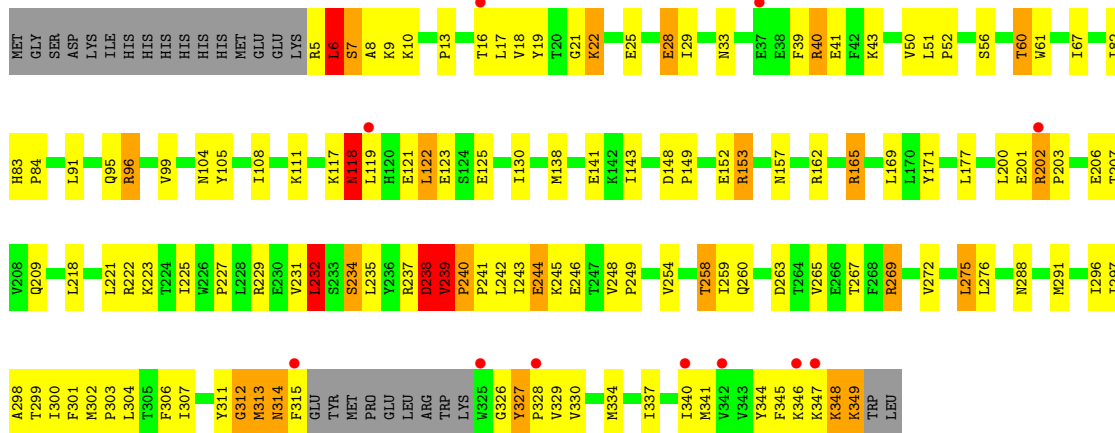 MET GLY SER ASP LYS ILE HIS HIS HIS HIS HIS HIS MET GLU GLU LYS R5 L6 S7 A8 K9 K10 P13 T16 L17 V18 Y19 T20 G21 K22 E25 E28 I29 N33 E37 E38 F39 R40 E41 F42 K43 V50 L51 P52 S56 T60 W61 I67 I82
H83 P84 L91 Q95 R96 V99 N104 Y105 I108 K111 K117 N118 L119 H120 E121 L122 E123 S124 E125 I130 M138 E141 K142 I143 D148 P149 E152 R153 N157 R162 R165 L169 L170 Y171 L177 L200 E201 R202 P203 E206 T207
V208 Q209 L218 L221 R222 K223 T224 I225 W226 P227 L228 R229 E230 V231 L232 S233 S234 L235 Y236 R237 D238 V239 P240 P241 L242 I243 E244 K245 E246 T247 V248 P249 V254 T258 I259 Q260 D263 T264 V265 E266 T267 F268 R269 V272 L275 L276 N288 M291 I296 I297
A298 T299 I300 F301 M302 P303 L304 T305 F306 I307 Y311 G312 M313 N314 F315 GLU TYR MET PRO GLU LEU ARG TRP LYS W325 G326 Y327 P328 V329 V330 M334 I337 I340 M341 V342 V343 Y344 F345 K346 K347 K348 K349 TRP LEU